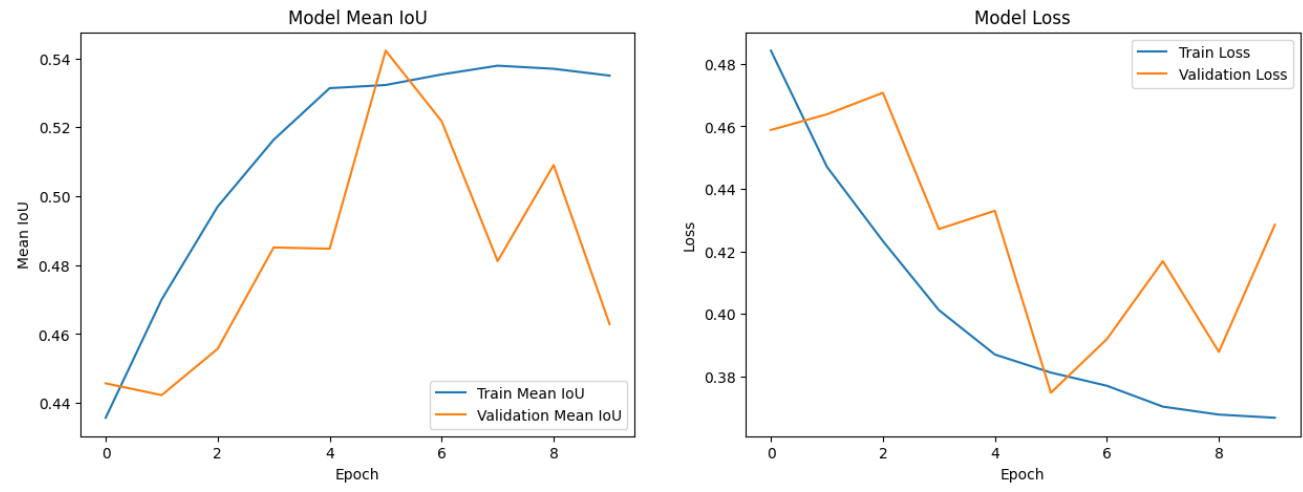 Model Mean IoU
Mean IoU
0.54
0.52
0.50
0.48
0.46
0.44
Train Mean IoU
Validation Mean IoU
0 2 4 6 8
Epoch
Model Loss
Loss
0.48
0.46
0.44
0.42
0.40
0.38
Train Loss
Validation Loss
0 2 4 6 8
Epoch